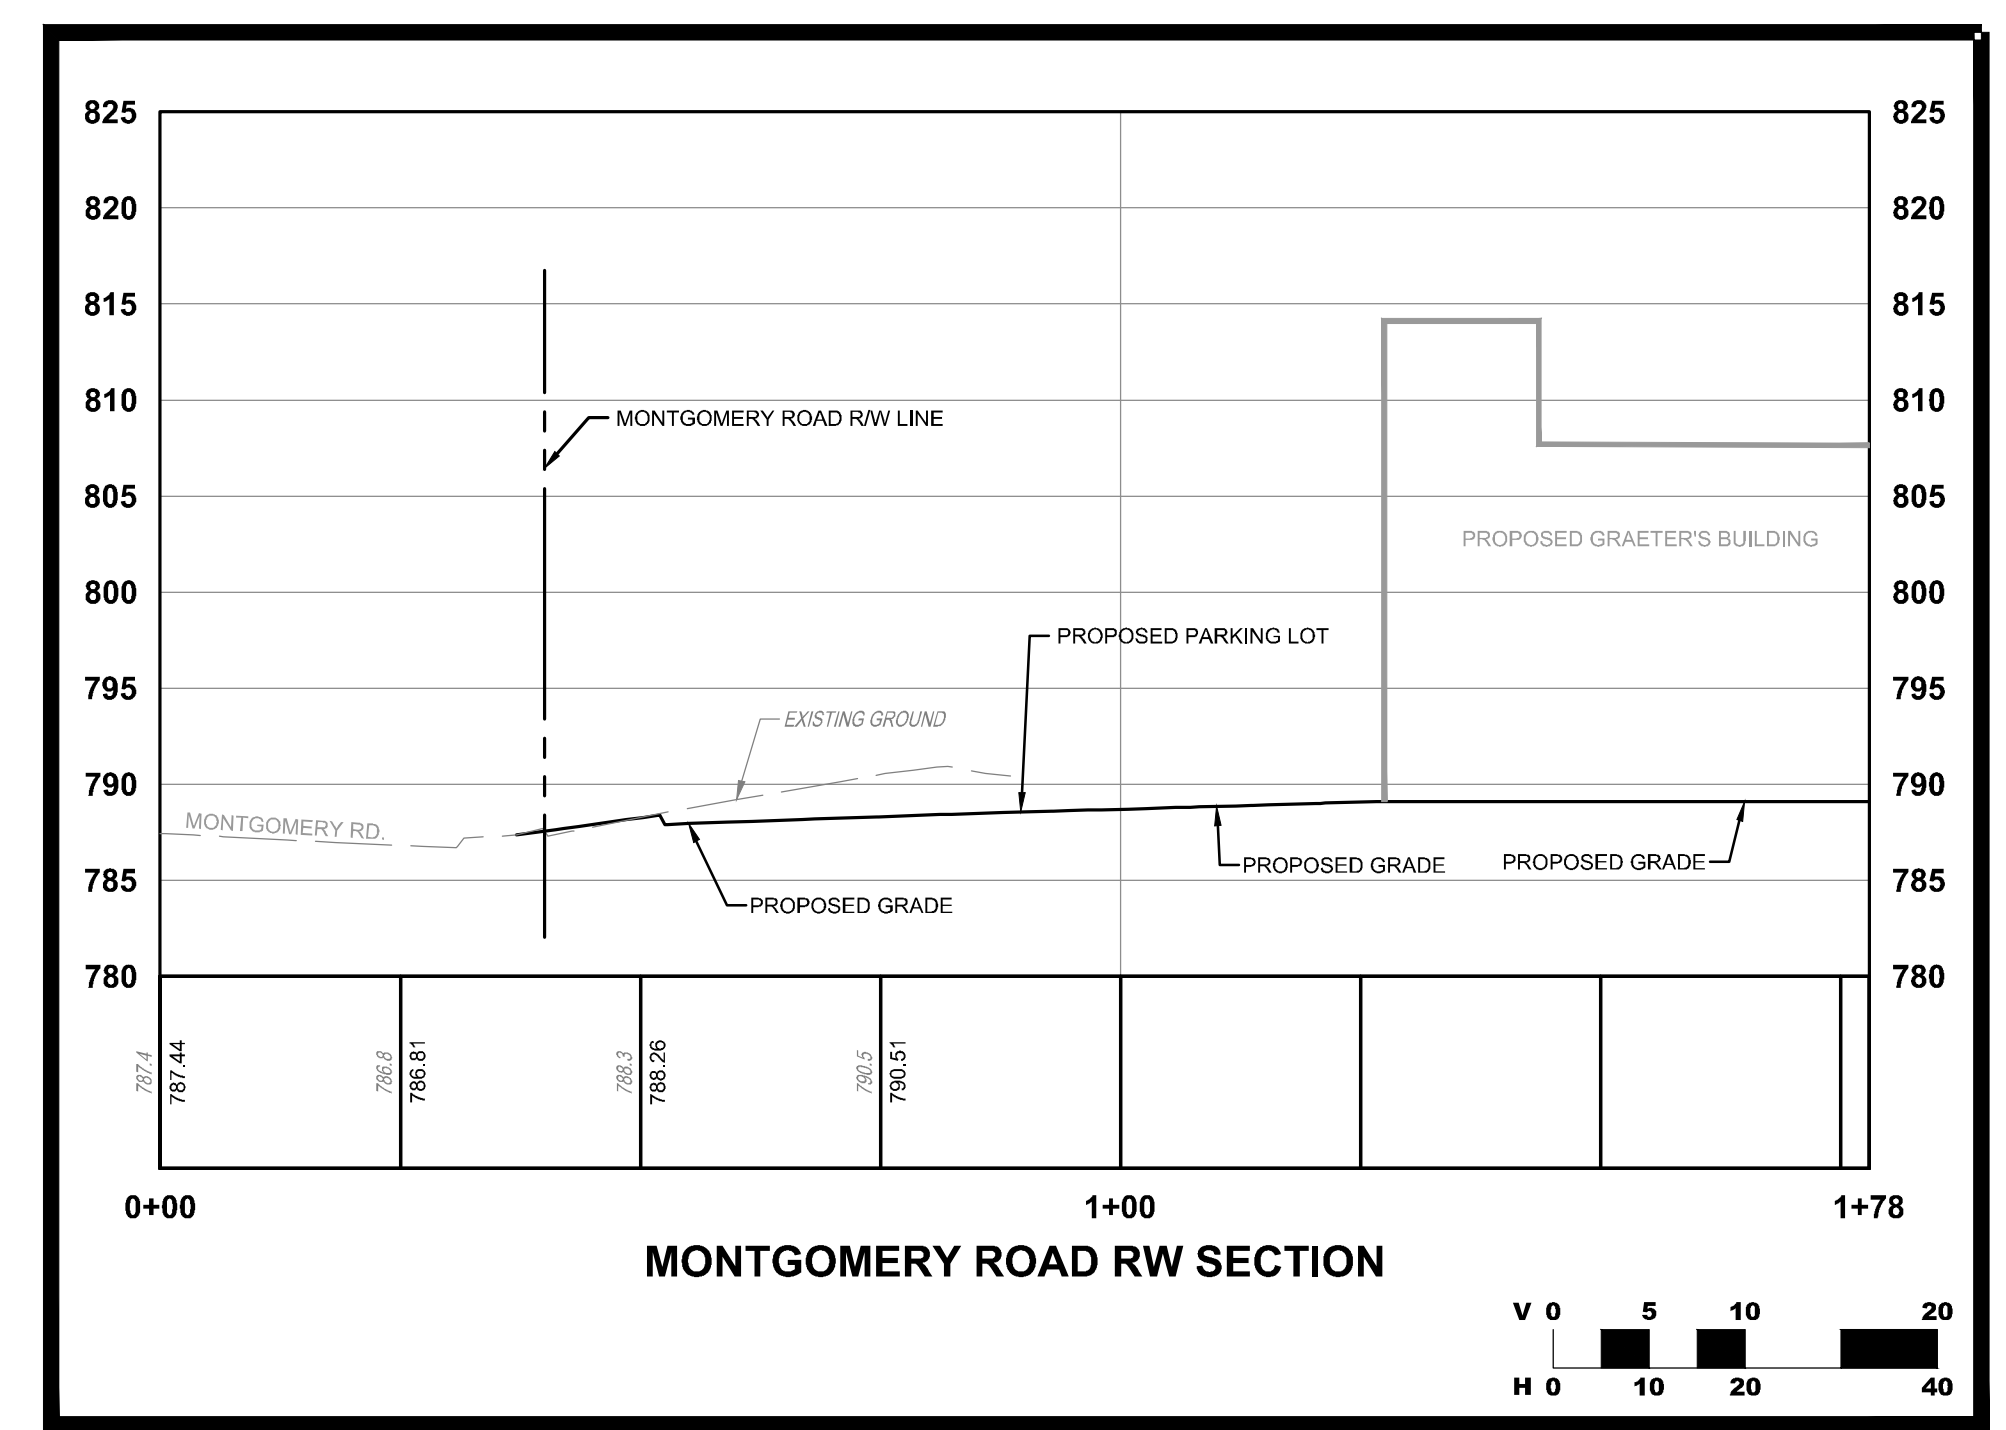 825 825
820 820
815 815
810 810
MONTGOMERY ROAD R/W LINE
805 805
PROPOSED GRAETER'S BUILDING
800 800
PROPOSED PARKING LOT
795 795
EXISTING GROUND
790 790
MONTGOMERY RD.
PROPOSED GRADE PROPOSED GRADE
785 785
PROPOSED GRADE
780 780
787.4 787.44 786.8 786.81 788.3 788.26 790.5 790.51
0+00 1+00 1+78
MONTGOMERY ROAD RW SECTION
V 0 5 10 20
H 0 10 20 40